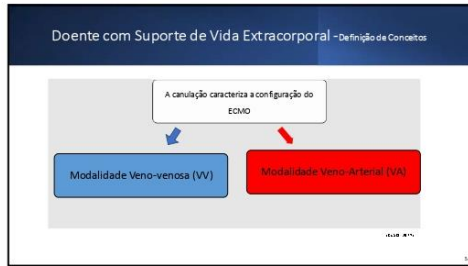 Doente com Suporte de Vida Extracorporal -Definição de Conceitos
A canulação caracteriza a configuração do
ECMO
Modalidade Veno-venosa (VV)
Modalidade Veno-Arterial (VA)